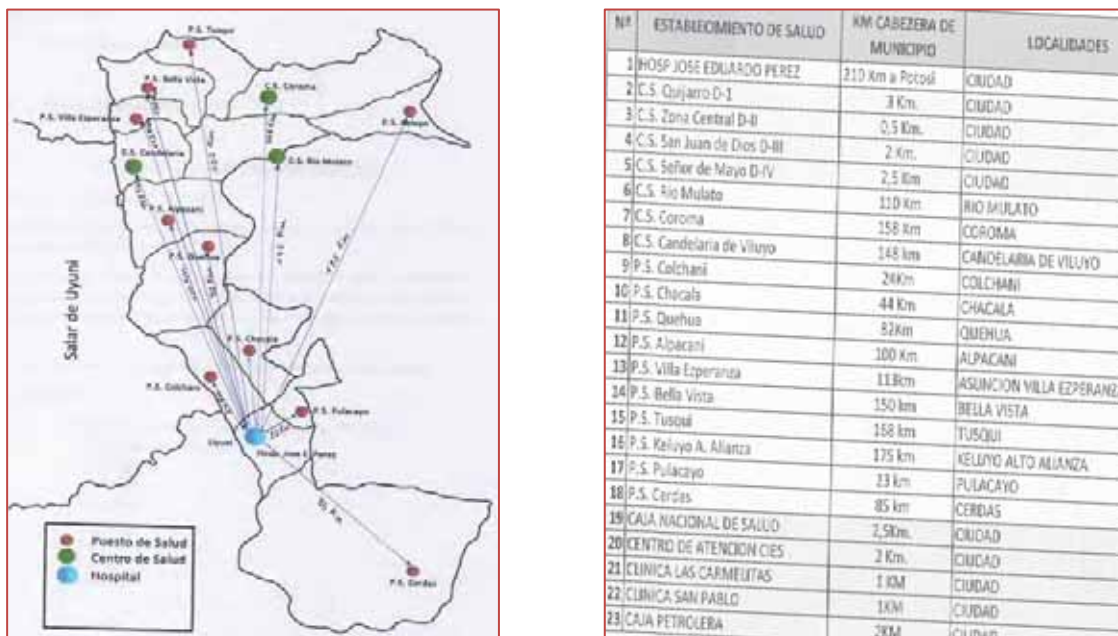 P.S. Tusqui
P.S. Bella Vista
C.S. Coroma
P.S. Villa Esperanza
C.S. Candelaria
C.S. Rio Mulato
P.S. Alpacani
P.S. Quehua
Salar de Uyuni
P.S. Chacala
P.S. Colchani
P.S. Pulacayo
Uyuni
P.S. Cerdas
Puesto de Salud
Centro de Salud
Hospital
Nº ESTABLECIMIENTO DE SALUD KM CABEZERA DE MUNICIPIO LOCALIDADES
1 HOSP JOSE EDUARDO PEREZ 210 Km a Potosi CIUDAD
2 C.S. Quijarro D-1 3 Km. CIUDAD
3 C.S. Zona Central D-II 0,5 Km. CIUDAD
4 C.S. San Juan de Dios D-III 2 Km. CIUDAD
5 C.S. Señor de Mayo D-IV 2,5 Km CIUDAD
6 C.S. Rio Mulato 110 Km RIO MULATO
7 C.S. Coroma 158 Km COROMA
8 C.S. Candelaria de Viluyo 148 km CANDELARIA DE VILUYO
9 P.S. Colchani 24Km COLCHANI
10 P.S. Chacala 44 Km CHACALA
11 P.S. Quehua 82Km QUEHUA
12 P.S. Alpacani 100 Km ALPACANI
13 P.S. Villa Ezperanza 113km ASUNCION VILLA EZPERANZA
14 P.S. Bella Vista 150 km BELLA VISTA
15 P.S. Tusqui 168 km TUSQUI
16 P.S. Keluyo A. Alianza 175 km KELUYO ALTO ALIANZA
17 P.S. Pulacayo 23 km PULACAYO
18 P.S. Cerdas 85 km CERDAS
19 CAJA NACIONAL DE SALUD 2,5Km. CIUDAD
20 CENTRO DE ATENCION CIES 2 Km. CIUDAD
21 CLINICA LAS CARMELITAS 1 KM CIUDAD
22 CLINICA SAN PABLO 1KM CIUDAD
23 CAJA PETROLERA 2KM CIUDAD